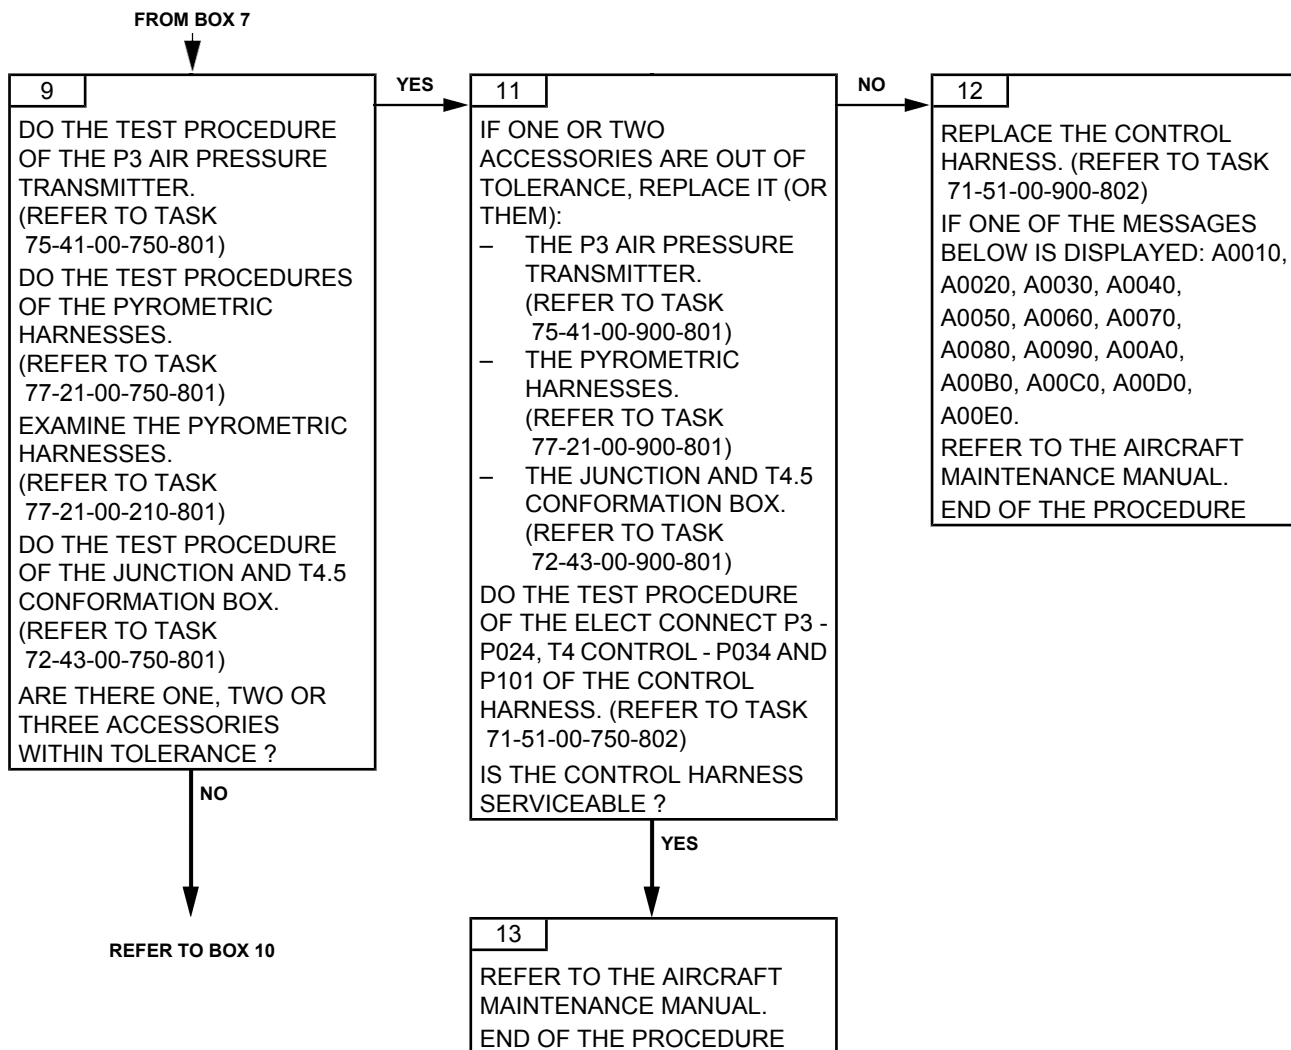 FROM BOX 7
9
DO THE TEST PROCEDURE
OF THE P3 AIR PRESSURE
TRANSMITTER.
(REFER TO TASK
75-41-00-750-801)
DO THE TEST PROCEDURES
OF THE PYROMETRIC
HARNESSES.
(REFER TO TASK
77-21-00-750-801)
EXAMINE THE PYROMETRIC
HARNESSES.
(REFER TO TASK
77-21-00-210-801)
DO THE TEST PROCEDURE
OF THE JUNCTION AND T4.5
CONFORMATION BOX.
(REFER TO TASK
72-43-00-750-801)
ARE THERE ONE, TWO OR
THREE ACCESSORIES
WITHIN TOLERANCE ?
NO
REFER TO BOX 10
YES
11
IF ONE OR TWO
ACCESSORIES ARE OUT OF
TOLERANCE, REPLACE IT (OR
THEM):
– THE P3 AIR PRESSURE
TRANSMITTER.
(REFER TO TASK
75-41-00-900-801)
– THE PYROMETRIC
HARNESSES.
(REFER TO TASK
77-21-00-900-801)
– THE JUNCTION AND T4.5
CONFORMATION BOX.
(REFER TO TASK
72-43-00-900-801)
DO THE TEST PROCEDURE
OF THE ELECT CONNECT P3 -
P024, T4 CONTROL - P034 AND
P101 OF THE CONTROL
HARNESS. (REFER TO TASK
71-51-00-750-802)
IS THE CONTROL HARNESS
SERVICEABLE ?
YES
13
REFER TO THE AIRCRAFT
MAINTENANCE MANUAL.
END OF THE PROCEDURE
NO
12
REPLACE THE CONTROL
HARNESS. (REFER TO TASK
71-51-00-900-802)
IF ONE OF THE MESSAGES
BELOW IS DISPLAYED: A0010,
A0020, A0030, A0040,
A0050, A0060, A0070,
A0080, A0090, A00A0,
A00B0, A00C0, A00D0,
A00E0.
REFER TO THE AIRCRAFT
MAINTENANCE MANUAL.
END OF THE PROCEDURE